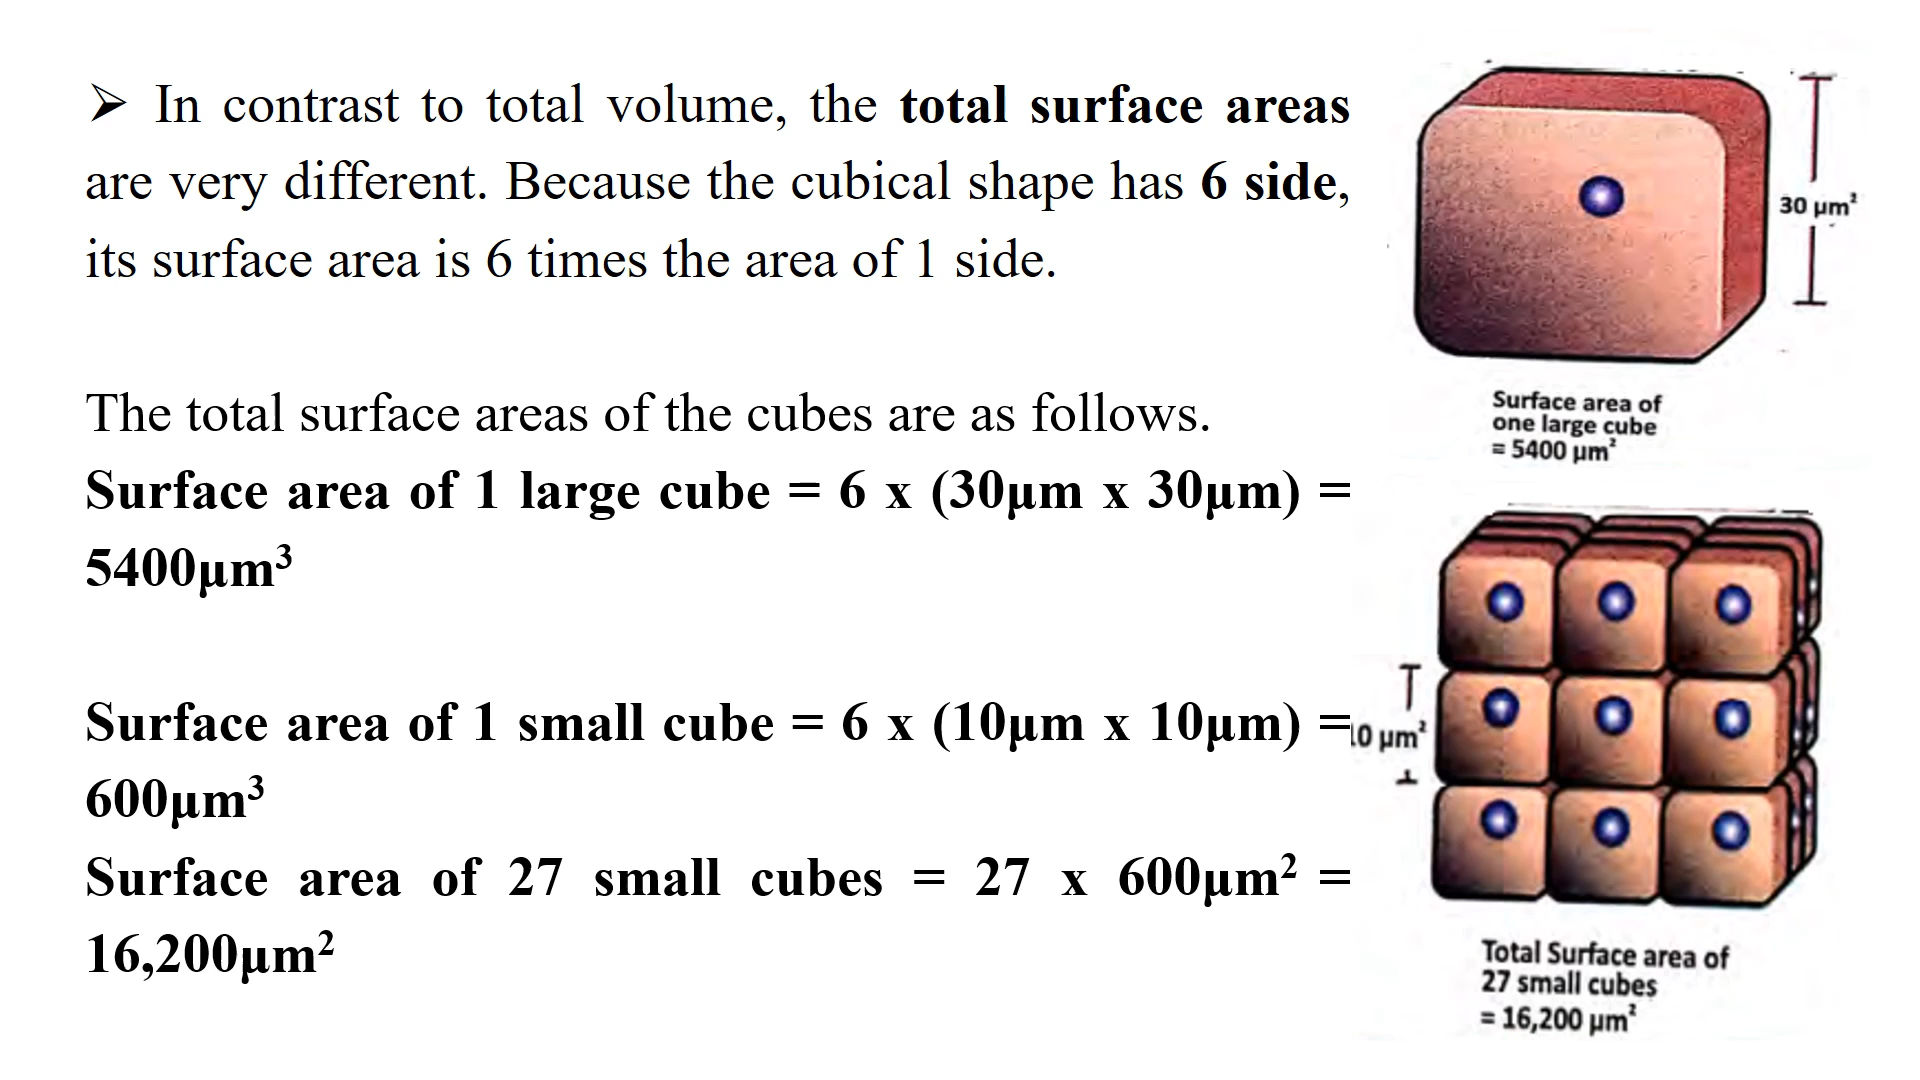 ➢ In contrast to total volume, the total surface areas
are very different. Because the cubical shape has 6 side,
its surface area is 6 times the area of 1 side.
The total surface areas of the cubes are as follows.
Surface area of 1 large cube = 6 x (30µm x 30µm) =
5400µm³
Surface area of 1 small cube = 6 x (10µm x 10µm) =
600µm³
Surface area of 27 small cubes = 27 x 600µm² =
16,200µm²
30 µm²
Surface area of
one large cube
= 5400 µm²
10 µm²
Total Surface area of
27 small cubes
= 16,200 µm²